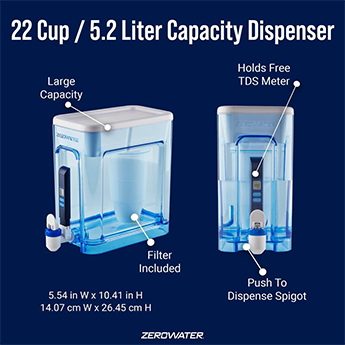 22 Cup / 5.2 Liter Capacity Dispenser
Large
Capacity
Holds Free
TDS Meter
ZEROWATER
Filter
Included
Push To
Dispense Spigot
5.54 in W x 10.41 in H
14.07 cm W x 26.45 cm H
ZEROWATER